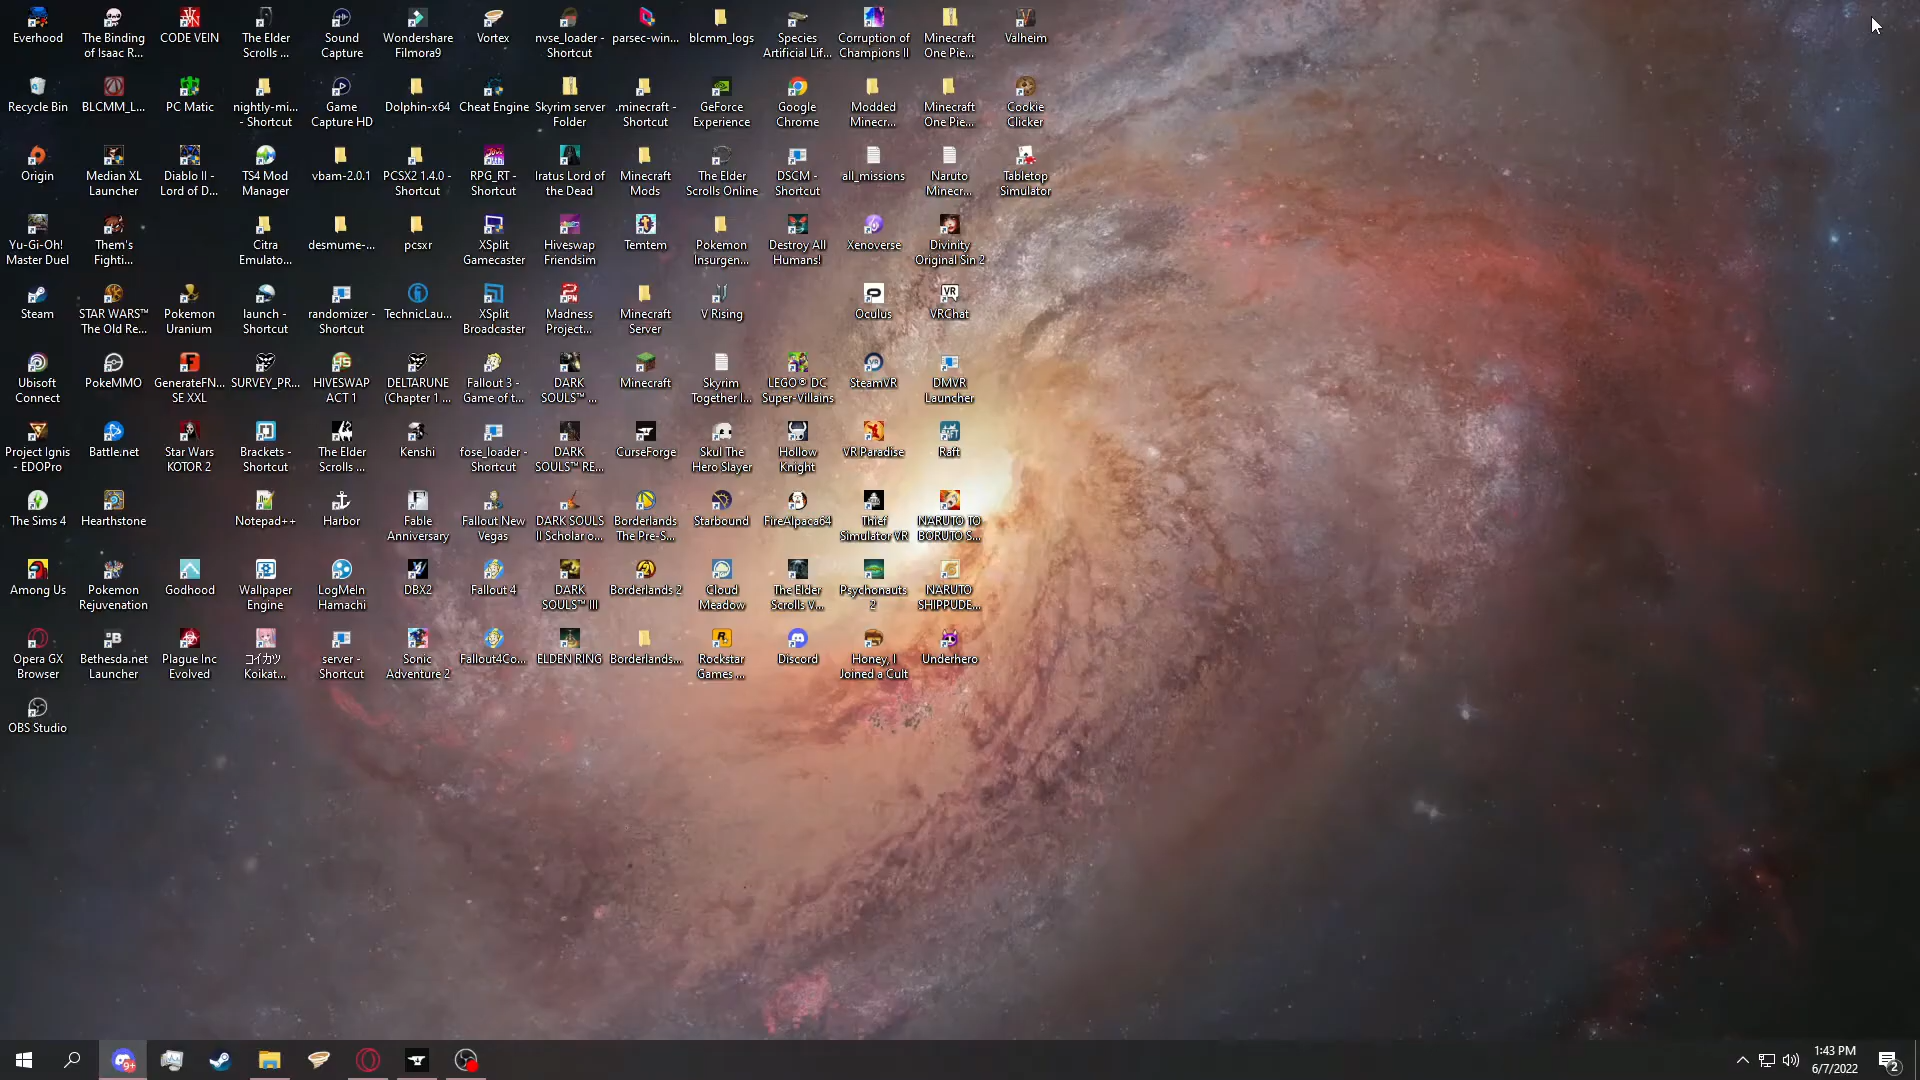 Everhood
The Binding
of Isaac R...
CODE VEIN
The Elder
Scrolls ...
Sound
Capture
Wondershare
Filmora9
Vortex
nvse_loader -
Shortcut
parsec-win...
blcmm_logs
Species
Artificial Lif...
Corruption of
Champions II
Minecraft
One Pie...
Valheim
Recycle Bin
BLCMM_L...
PC Matic
nightly-mi...
- Shortcut
Game
Capture HD
Dolphin-x64
Cheat Engine
Skyrim server
Folder
.minecraft -
Shortcut
GeForce
Experience
Google
Chrome
Modded
Minecr...
Minecraft
One Pie...
Cookie
Clicker
Origin
Median XL
Launcher
Diablo II -
Lord of D...
TS4 Mod
Manager
vbam-2.0.1
PCSX2 1.4.0 -
Shortcut
RPG_RT -
Shortcut
Iratus Lord of
the Dead
Minecraft
Mods
The Elder
Scrolls Online
DSCM -
Shortcut
all_missions
Naruto
Minecr...
Tabletop
Simulator
Yu-Gi-Oh!
Master Duel
Them's
Fighti...
Citra
Emulato...
desmume-...
pcsxr
XSplit
Gamecaster
Hiveswap
Friendsim
Temtem
Pokemon
Insurgen...
Destroy All
Humans!
Xenoverse
Divinity
Original Sin 2
Steam
STAR WARS™
The Old Re...
Pokemon
Uranium
launch -
Shortcut
randomizer -
Shortcut
TechnicLau...
XSplit
Broadcaster
Madness
Project...
Minecraft
Server
V Rising
Oculus
VRChat
Ubisoft
Connect
PokeMMO
GenerateFN...
SE XXL
SURVEY_PR...
HIVESWAP
ACT 1
DELTARUNE
(Chapter 1 ...
Fallout 3 -
Game of t...
DARK
SOULS™ ...
Minecraft
Skyrim
Together I...
LEGO® DC
Super-Villains
SteamVR
DMVR
Launcher
Project Ignis
- EDOPro
Battle.net
Star Wars
KOTOR 2
Brackets -
Shortcut
The Elder
Scrolls ...
Kenshi
fose_loader -
Shortcut
DARK
SOULS™ RE...
CurseForge
Skul The
Hero Slayer
Hollow
Knight
VR Paradise
Raft
The Sims 4
Hearthstone
Notepad++
Harbor
Fable
Anniversary
Fallout New
Vegas
DARK SOULS
II Scholar o...
Borderlands
The Pre-S...
Starbound
FireAlpaca64
Thief
Simulator VR
NARUTO TO
BORUTO S...
Among Us
Pokemon
Rejuvenation
Godhood
Wallpaper
Engine
LogMeIn
Hamachi
DBX2
Fallout 4
DARK
SOULS™ III
Borderlands 2
Cloud
Meadow
The Elder
Scrolls V...
Psychonauts
2
NARUTO
SHIPPUDE...
Opera GX
Browser
Bethesda.net
Launcher
Plague Inc
Evolved
コイカツ
Koikat...
server -
Shortcut
Sonic
Adventure 2
Fallout4Co...
ELDEN RING
Borderlands...
Rockstar
Games ...
Discord
Honey, I
Joined a Cult
Underhero
OBS Studio
9+
1:43 PM
6/7/2022
2